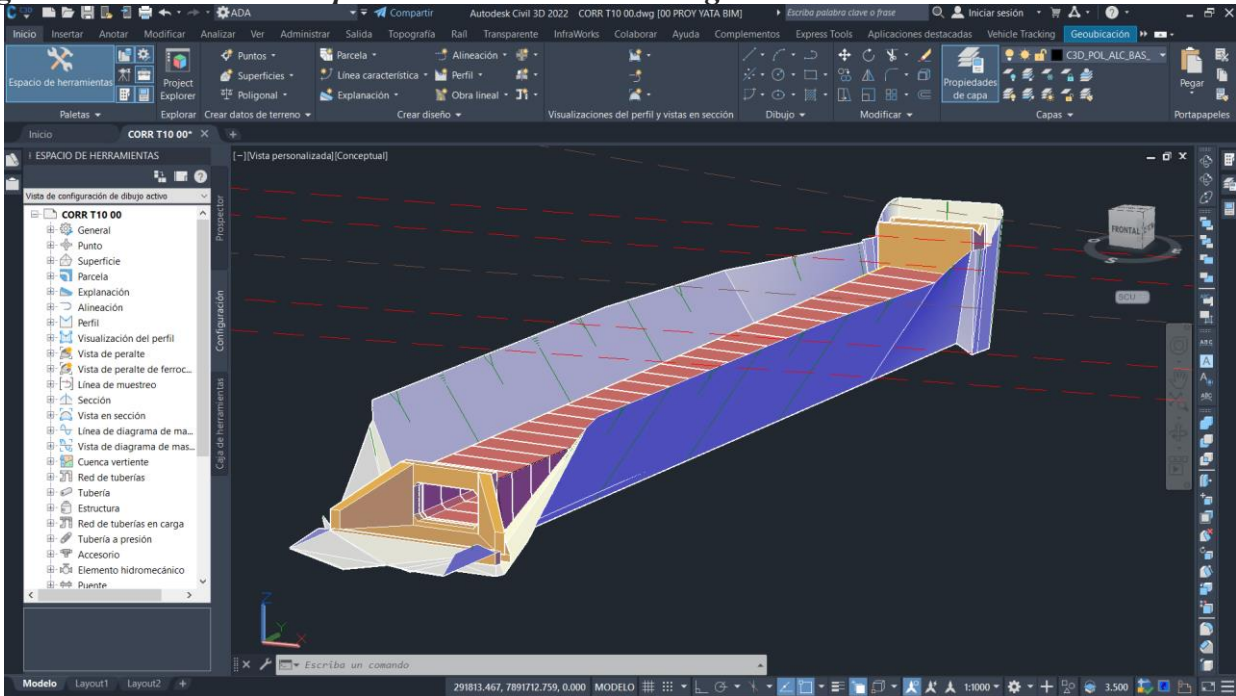 C3D
ADA
Compartir
Autodesk Civil 3D 2022 CORR T10 00.dwg [00 PROY YATA BIM]
Escriba palabra clave o frase
Iniciar sesión
Inicio Insertar Anotar Modificar Analizar Ver Administrar Salida Topografía Raíl Transparente InfraWorks Colaborar Ayuda Complementos Express Tools Aplicaciones destacadas Vehicle Tracking Geoubicación
Espacio de herramientas
Project Explorer
Puntos
Superficies
Poligonal
Parcela
Línea característica
Explanación
Alineación
Perfil
Obra lineal
Propiedades de capa
C3D_POL_ALC_BAS_
Pegar
Paletas Explorar Crear datos de terreno Crear diseño Visualizaciones del perfil y vistas en sección Dibujo Modificar Capas Portapapeles
Inicio CORR T10 00*
ESPACIO DE HERRAMIENTAS
Vista de configuración de dibujo activo
CORR T10 00
General
Punto
Superficie
Parcela
Explanación
Alineación
Perfil
Visualización del perfil
Vista de peralte
Vista de peralte de ferroc...
Línea de muestreo
Sección
Vista en sección
Línea de diagrama de ma...
Vista de diagrama de mas...
Cuenca vertiente
Red de tuberías
Tubería
Estructura
Red de tuberías en carga
Tubería a presión
Accesorio
Elemento hidromecánico
Puente
Prospector
Configuración
Caja de herramientas
[−][Vista personalizada][Conceptual]
FRONTAL
S
SCU
Z
Y
X
ABC
A
Escriba un comando
Modelo Layout1 Layout2 +
291813.467, 7891712.759, 0.000 MODELO 1:1000 3.500